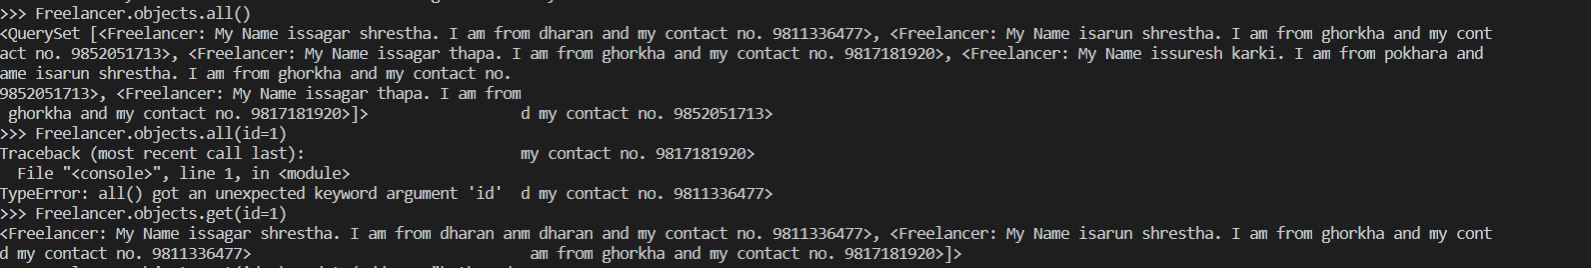 >>> Freelancer.objects.all()
<QuerySet [<Freelancer: My Name issagar shrestha. I am from dharan and my contact no. 9811336477>, <Freelancer: My Name isarun shrestha. I am from ghorkha and my cont
act no. 9852051713>, <Freelancer: My Name issagar thapa. I am from ghorkha and my contact no. 9817181920>, <Freelancer: My Name issuresh karki. I am from pokhara and
ame isarun shrestha. I am from ghorkha and my contact no.
9852051713>, <Freelancer: My Name issagar thapa. I am from
 ghorkha and my contact no. 9817181920>]>                  d my contact no. 9852051713>
>>> Freelancer.objects.all(id=1)
Traceback (most recent call last):                         my contact no. 9817181920>
  File "<console>", line 1, in <module>
TypeError: all() got an unexpected keyword argument 'id'  d my contact no. 9811336477>
>>> Freelancer.objects.get(id=1)
<Freelancer: My Name issagar shrestha. I am from dharan anm dharan and my contact no. 9811336477>, <Freelancer: My Name isarun shrestha. I am from ghorkha and my cont
d my contact no. 9811336477>                               am from ghorkha and my contact no. 9817181920>]>